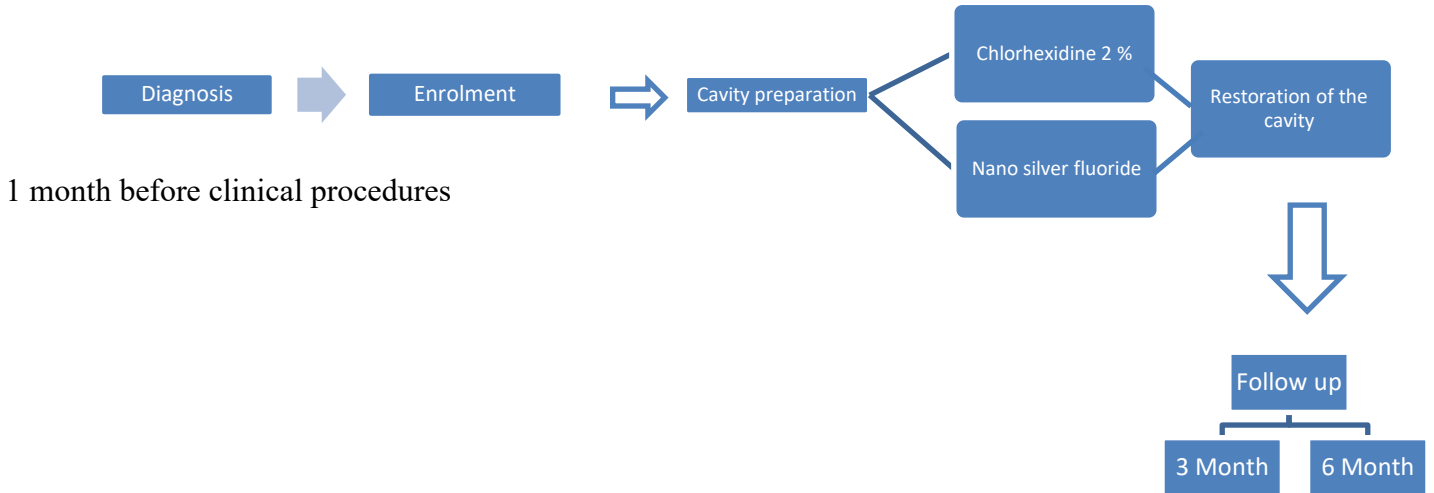 Diagnosis
Enrolment
Cavity preparation
Chlorhexidine 2 %
Nano silver fluoride
Restoration of the
cavity
1 month before clinical procedures
Follow up
3 Month
6 Month